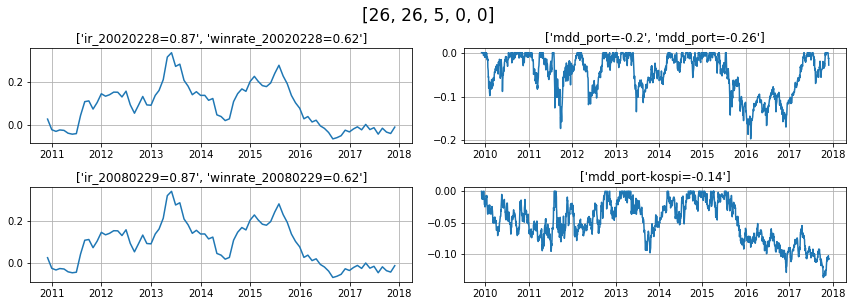 [26, 26, 5, 0, 0]
['ir_20020228=0.87', 'winrate_20020228=0.62']
0.2
0.0
2011 2012 2013 2014 2015 2016 2017 2018
['mdd_port=-0.2', 'mdd_port=-0.26']
0.0
−0.1
−0.2
2010 2011 2012 2013 2014 2015 2016 2017 2018
['ir_20080229=0.87', 'winrate_20080229=0.62']
0.2
0.0
2011 2012 2013 2014 2015 2016 2017 2018
['mdd_port-kospi=-0.14']
0.00
−0.05
−0.10
2010 2011 2012 2013 2014 2015 2016 2017 2018